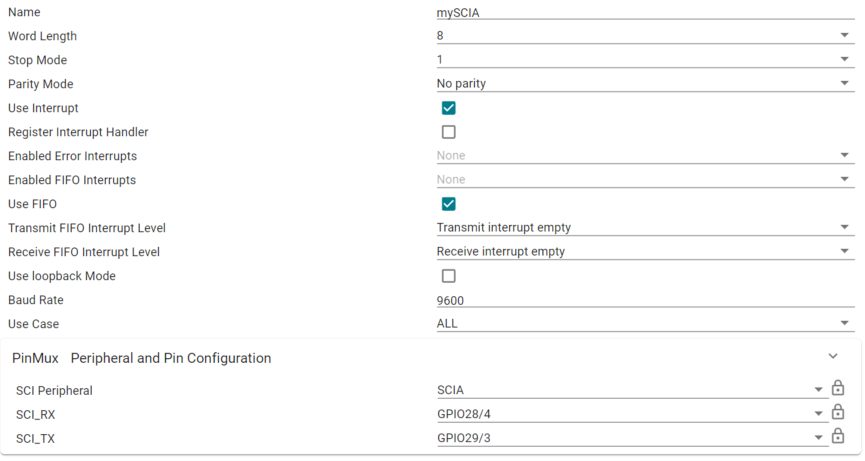 Name mySCIA
Word Length 8
Stop Mode 1
Parity Mode No parity
Use Interrupt
Register Interrupt Handler
Enabled Error Interrupts None
Enabled FIFO Interrupts None
Use FIFO
Transmit FIFO Interrupt Level Transmit interrupt empty
Receive FIFO Interrupt Level Receive interrupt empty
Use loopback Mode
Baud Rate 9600
Use Case ALL
PinMux Peripheral and Pin Configuration
SCI Peripheral SCIA
SCI_RX GPIO28/4
SCI_TX GPIO29/3